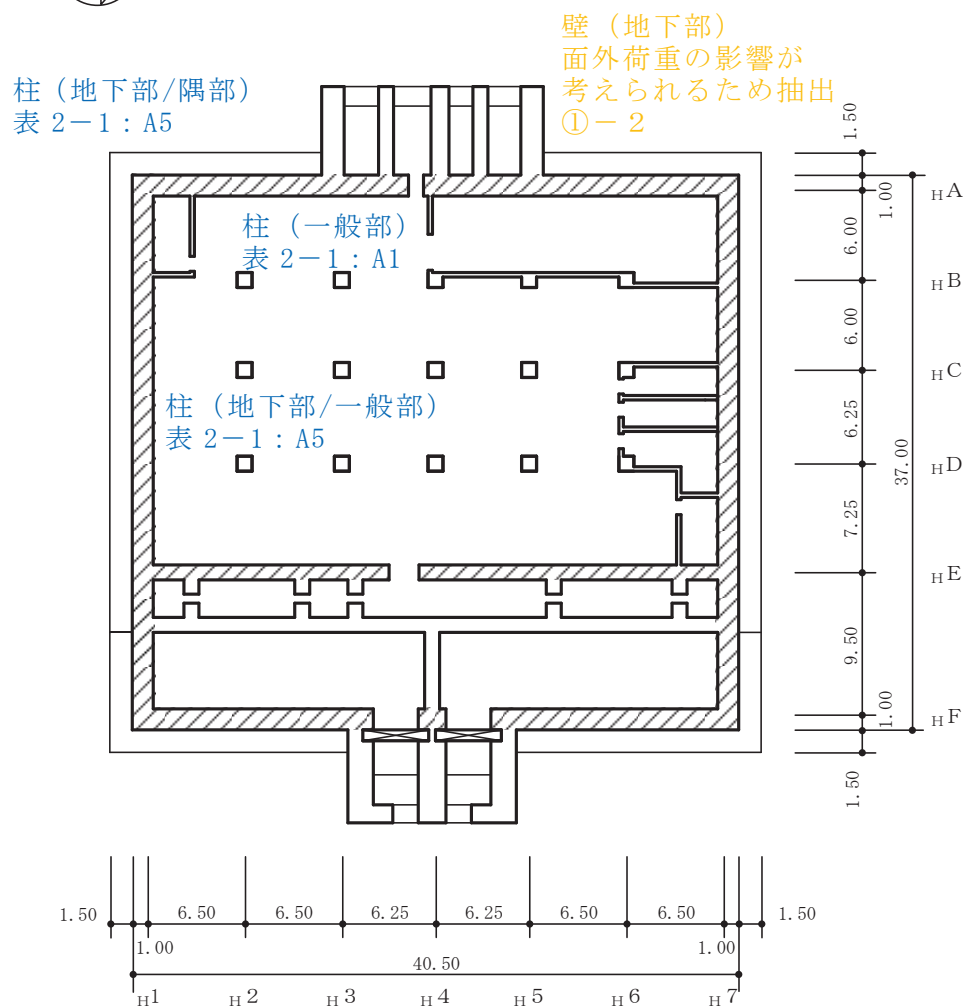 壁（地下部）
面外荷重の影響が
考えられるため抽出
①－2
柱（地下部/隅部）
表 2－1：A5
柱（一般部）
表 2－1：A1
柱（地下部/一般部）
表 2－1：A5
1.50
1.00
HA
6.00
HB
6.00
HC
6.25
37.00
HD
7.25
HE
9.50
1.00
HF
1.50
1.50
6.50
6.50
6.25
6.25
6.50
6.50
1.50
1.00
1.00
40.50
H1
H2
H3
H4
H5
H6
H7